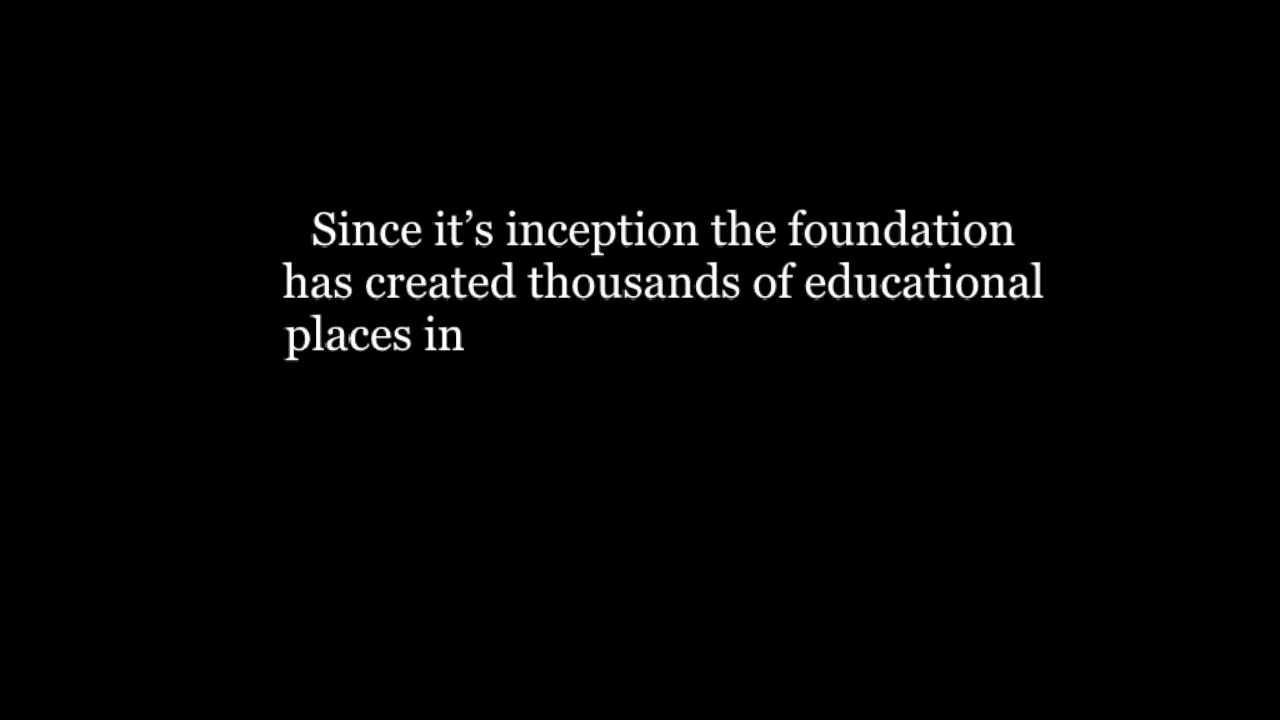 Since it’s inception the foundation
has created thousands of educational
places in